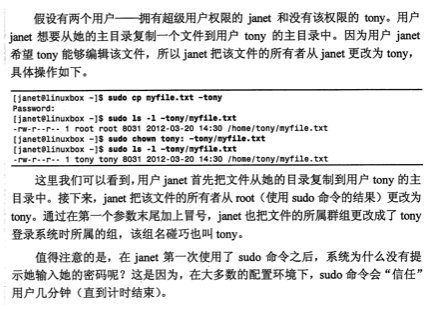 假设有两个用户——拥有超级用户权限的 janet 和没有该权限的 tony。用户
janet 想要从她的主目录复制一个文件到用户 tony 的主目录中。因为用户 janet
希望 tony 能够编辑该文件，所以 janet 把该文件的所有者从 janet 更改为 tony，
具体操作如下。
[janet@linuxbox ~]$ sudo cp myfile.txt ~tony
Password:
[janet@linuxbox ~]$ sudo ls -l ~tony/myfile.txt
-rw-r--r-- 1 root root 8031 2012-03-20 14:30 /home/tony/myfile.txt
[janet@linuxbox ~]$ sudo chown tony: ~tony/myfile.txt
[janet@linuxbox ~]$ sudo ls -l ~tony/myfile.txt
-rw-r--r-- 1 tony tony 8031 2012-03-20 14:30 /home/tony/myfile.txt
这里我们可以看到，用户 janet 首先把文件从她的目录复制到用户 tony 的主
目录中。接下来，janet 把该文件的所有者从 root（使用 sudo 命令的结果）更改为
tony。通过在第一个参数末尾加上冒号，janet 也把文件的所属群组更改成了 tony
登录系统时所属的组，该组名碰巧也叫 tony。
值得注意的是，在 janet 第一次使用了 sudo 命令之后，系统为什么没有提
示她输入她的密码呢？这是因为，在大多数的配置环境下，sudo 命令会“信任”
用户几分钟（直到计时结束）。